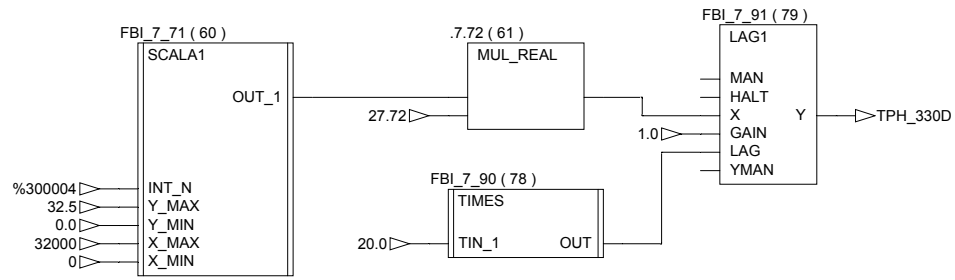 FBI_7_71 ( 60 )
SCALA1
OUT_1
%300004
INT_N
32.5
Y_MAX
0.0
Y_MIN
32000
X_MAX
0
X_MIN
.7.72 ( 61 )
MUL_REAL
27.72
FBI_7_90 ( 78 )
TIMES
20.0
TIN_1
OUT
FBI_7_91 ( 79 )
LAG1
MAN
HALT
X
Y
TPH_330D
1.0
GAIN
LAG
YMAN